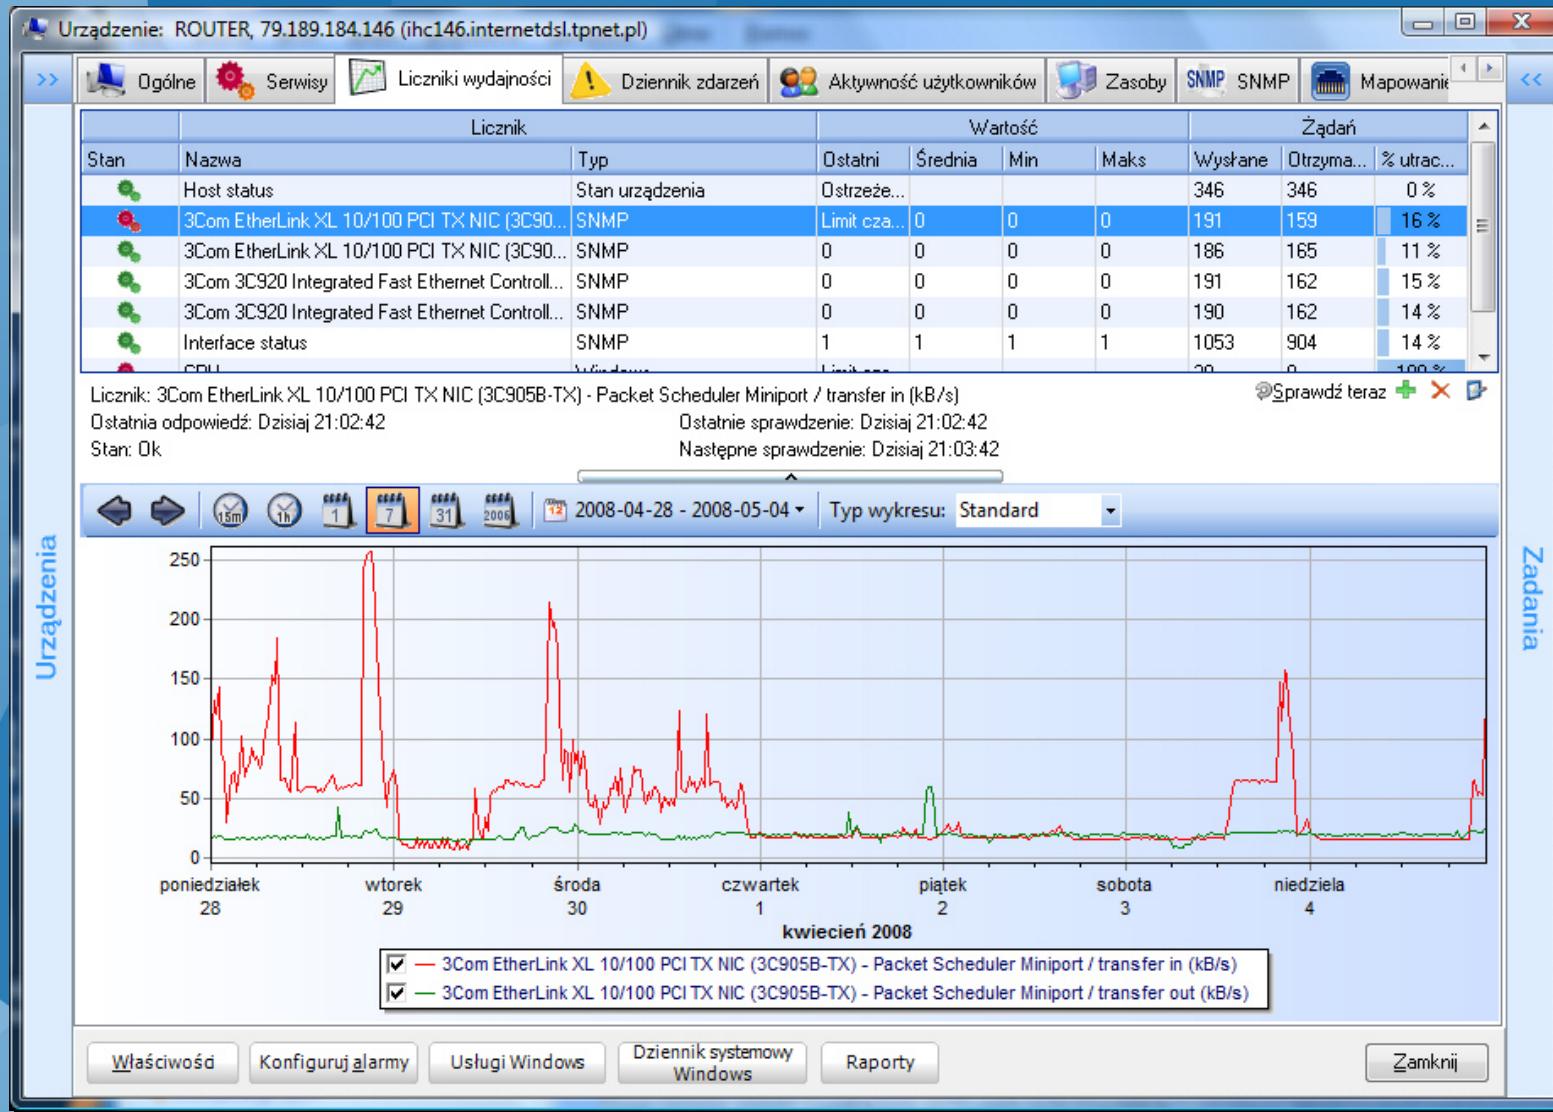 Urządzenie: ROUTER, 79.189.184.146 (ihc146.internetdsl.tpnet.pl)
>> Ogólne Serwisy Liczniki wydajności Dziennik zdarzeń Aktywność użytkowników Zasoby SNMP SNMP Mapowanie <<
Licznik Wartość Żądań
Stan Nazwa Typ Ostatni Średnia Min Maks Wysłane Otrzyma... % utrac...
Host status Stan urządzenia Ostrzeże... 346 346 0 %
3Com EtherLink XL 10/100 PCI TX NIC (3C90... SNMP Limit cza... 0 0 0 191 159 16 %
3Com EtherLink XL 10/100 PCI TX NIC (3C90... SNMP 0 0 0 0 186 165 11 %
3Com 3C920 Integrated Fast Ethernet Controll... SNMP 0 0 0 0 191 162 15 %
3Com 3C920 Integrated Fast Ethernet Controll... SNMP 0 0 0 0 190 162 14 %
Interface status SNMP 1 1 1 1 1053 904 14 %
CPU Windows 100 %
Licznik: 3Com EtherLink XL 10/100 PCI TX NIC (3C905B-TX) - Packet Scheduler Miniport / transfer in (kB/s) Sprawdź teraz
Ostatnia odpowiedź: Dzisiaj 21:02:42 Ostatnie sprawdzenie: Dzisiaj 21:02:42
Stan: Ok Następne sprawdzenie: Dzisiaj 21:03:42
15m 1h 1 7 31 2006 12 2008-04-28 - 2008-05-04 Typ wykresu: Standard
Urządzenia
Zadania
250
200
150
100
50
0
poniedziałek wtorek środa czwartek piątek sobota niedziela
28 29 30 1 2 3 4
kwiecień 2008
3Com EtherLink XL 10/100 PCI TX NIC (3C905B-TX) - Packet Scheduler Miniport / transfer in (kB/s)
3Com EtherLink XL 10/100 PCI TX NIC (3C905B-TX) - Packet Scheduler Miniport / transfer out (kB/s)
Właściwości Konfiguruj alarmy Usługi Windows Dziennik systemowy Windows Raporty Zamknij